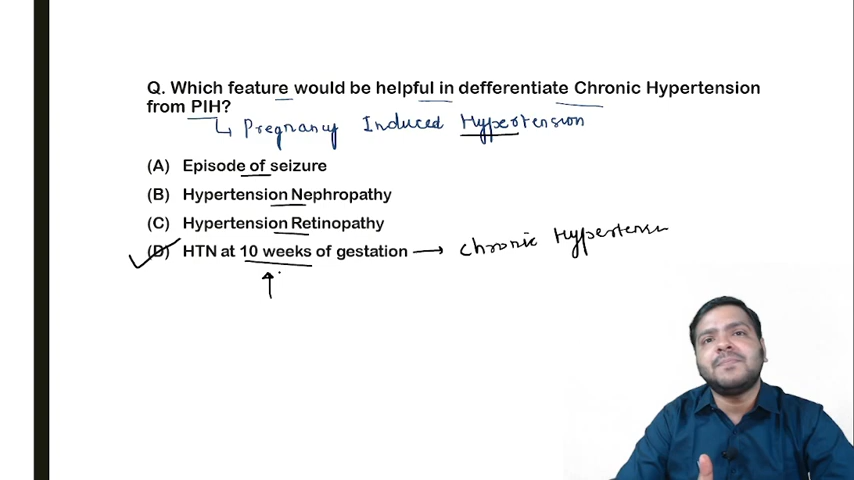 Q. Which feature would be helpful in defferentiate Chronic Hypertension
from PIH?
Pregnancy Induced Hypertension
(A) Episode of seizure
(B) Hypertension Nephropathy
(C) Hypertension Retinopathy
(D) HTN at 10 weeks of gestation → Chronic Hypertensi